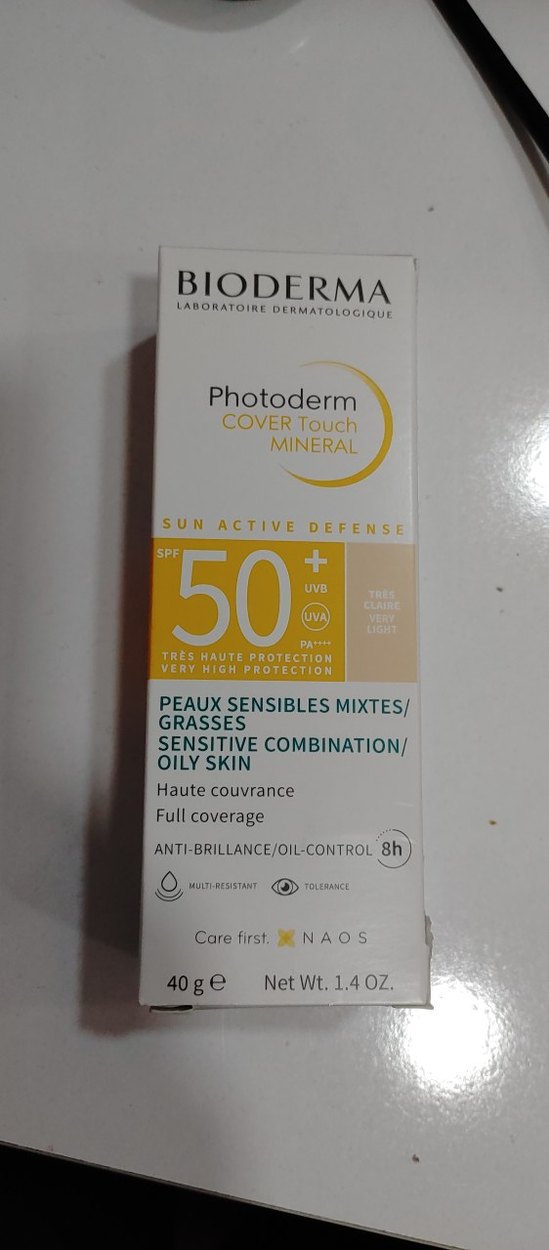 BIODERMA
LABORATOIRE DERMATOLOGIQUE
Photoderm
COVER Touch
MINERAL
SUN ACTIVE DEFENSE
SPF 50+
UVB
UVA
PA++++
TRÈS HAUTE PROTECTION
VERY HIGH PROTECTION
TRÈS
CLAIRE
VERY
LIGHT
PEAUX SENSIBLES MIXTES/
GRASSES
SENSITIVE COMBINATION/
OILY SKIN
Haute couvrance
Full coverage
ANTI-BRILLANCE/OIL-CONTROL 8h
MULTI-RESISTANT TOLERANCE
Care first. NAOS
40 g ℮ Net Wt. 1.4 OZ.